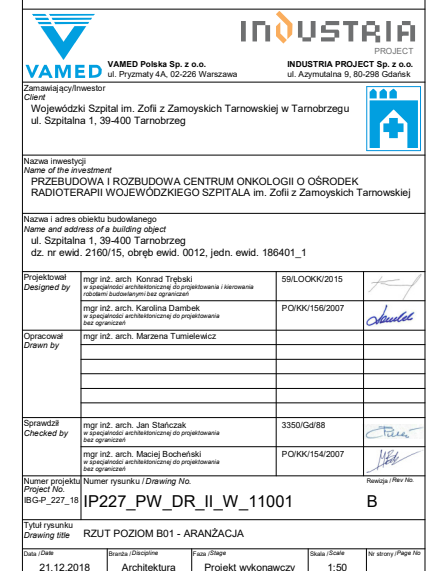 INDUSTRIA
PROJECT
VAMED
VAMED Polska Sp. z o.o.
ul. Pryzmaty 4A, 02-226 Warszawa
INDUSTRIA PROJECT Sp. z o.o.
ul. Azymutalna 9, 80-298 Gdańsk
Zamawiający/Inwestor
Client
Wojewódzki Szpital im. Zofii z Zamoyskich Tarnowskiej w Tarnobrzegu
ul. Szpitalna 1, 39-400 Tarnobrzeg
Nazwa inwestycji
Name of the investment
PRZEBUDOWA I ROZBUDOWA CENTRUM ONKOLOGII O OŚRODEK
RADIOTERAPII WOJEWÓDZKIEGO SZPITALA im. Zofii z Zamoyskich Tarnowskiej
Nazwa i adres obiektu budowlanego
Name and address of a building object
ul. Szpitalna 1, 39-400 Tarnobrzeg
dz. nr ewid. 2160/15, obręb ewid. 0012, jedn. ewid. 186401_1
Projektował
Designed by
mgr inż. arch  Konrad Trębski
w specjalności architektonicznej do projektowania i kierowania
robotami budowlanymi bez ograniczeń
59/LOOKK/2015
mgr inż. arch. Karolina Dambek
w specjalności architektonicznej do projektowania
bez ograniczeń
PO/KK/156/2007
Opracował
Drawn by
mgr inż. arch. Marzena Tumielewicz
Sprawdził
Checked by
mgr inż. arch. Jan Stańczak
w specjalności architektonicznej do projektowania
bez ograniczeń
3350/Gd/88
mgr inż. arch. Maciej Bocheński
w specjalności architektonicznej do projektowania
bez ograniczeń
PO/KK/154/2007
Numer projektu
Project No.
IBG-P_227_18
Numer rysunku / Drawing No.
IP227_PW_DR_II_W_11001
Rewizja / Rev No.
B
Tytuł rysunku
Drawing title
RZUT POZIOM B01 - ARANŻACJA
Data / Date
21.12.2018
Branża / Discipline
Architektura
Faza / Stage
Projekt wykonawczy
Skala / Scale
1:50
Nr strony / Page No